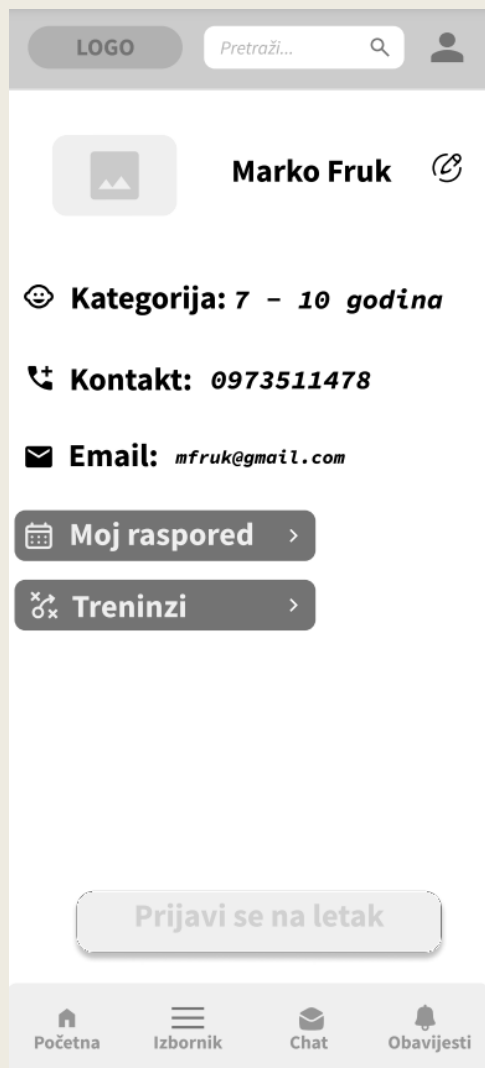 LOGO Pretraži...
Marko Fruk
Kategorija: 7 - 10 godina
Kontakt: 0973511478
Email: mfruk@gmail.com
Moj raspored
Treninzi
Prijavi se na letak
Početna Izbornik Chat Obavijesti